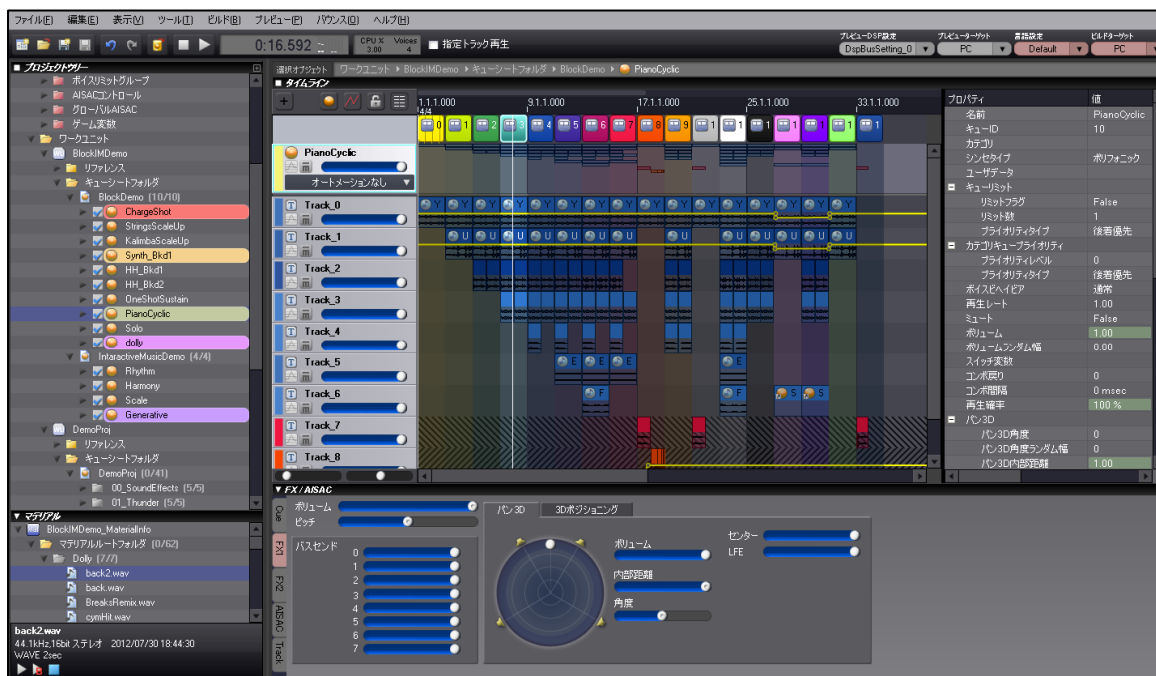 ファイル(F) 編集(E) 表示(V) ツール(T) ビルド(B) プレビュー(P) バウンス(O) ヘルプ(H)
0:16.592
CPU %
3.00
Voices
4
指定トラック再生
プレビューDSP設定
DspBusSetting_0
プレビューターゲット
PC
言語設定
Default
ビルドターゲット
PC
プロジェクトツリー
ボイスリミットグループ
AISACコントロール
グローバルAISAC
ゲーム変数
ワークユニット
BlockIMDemo
リファレンス
キューシートフォルダ
BlockDemo (10/10)
ChargeShot
StringsScaleUp
KalimbaScaleUp
Synth_Bkd1
HH_Bkd1
HH_Bkd2
OneShotSustain
PianoCyclic
Solo
dolly
InteractiveMusicDemo (4/4)
Rhythm
Harmony
Scale
Generative
DemoProj
リファレンス
キューシートフォルダ
DemoProj (0/41)
00_SoundEffects (5/5)
01_Thunder (5/5)
マテリアル
BlockIMDemo_MaterialInfo
マテリアルルートフォルダ (0/62)
Dolly (7/7)
back2.wav
back.wav
BreaksRemix.wav
cymHit.wav
back2.wav
44.1kHz,16bit ステレオ 2012/07/30 18:44:30
WAVE 2sec
選択オブジェクト ワークユニット BlockIMDemo キューシートフォルダ BlockDemo PianoCyclic
タイムライン
1.1.1.000 9.1.1.000 17.1.1.000 25.1.1.000 33.1.1.000
4/4
0 1 2 3 4 5 6 7 8 9 1 1 1 1 1 1 1
PianoCyclic
オートメーションなし
Track_0
Y Y Y Y Y Y Y Y Y Y Y Y Y Y Y Y
Track_1
U U U U U U U U U U U
Track_2
Track_3
Track_4
Track_5
E E E E
Track_6
F F S S
Track_7
Track_8
プロパティ 値
名前 PianoCyclic
キューID 10
カテゴリ
シンセタイプ ポリフォニック
ユーザデータ
キューリミット
リミットフラグ False
リミット数 1
プライオリティタイプ 後着優先
カテゴリキュープライオリティ
プライオリティレベル 0
プライオリティタイプ 後着優先
ボイスビヘイビア 通常
再生レート 1.00
ミュート False
ボリューム 1.00
ボリュームランダム幅 0.00
スイッチ変数
コンボ戻り 0
コンボ間隔 0 msec
再生確率 100 %
パン3D
パン3D角度 0
パン3D角度ランダム幅 0
パン3D内部距離 1.00
FX / AISAC
Cue
FX1
FX2
AISAC
Track
ボリューム
ピッチ
バスセンド
0
1
2
3
4
5
6
7
パン3D 3Dポジショニング
ボリューム
内部距離
角度
センター
LFE